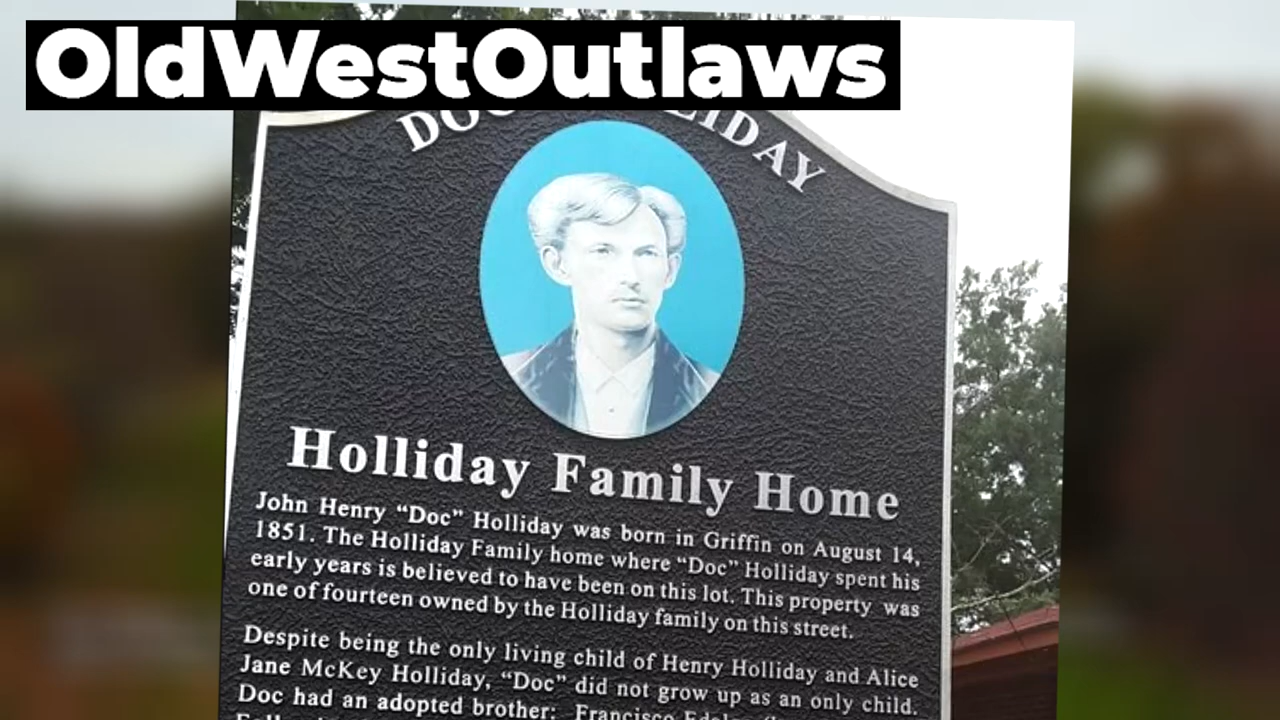 OldWestOutlaws
Holliday Family Home
John Henry “Doc” Holliday was born in Griffin on August 14,
1851. The Holliday Family home where “Doc” Holliday spent his
early years is believed to have been on this lot. This property was
one of fourteen owned by the Holliday family on this street.
Despite being the only living child of Henry Holliday and Alice
Jane McKey Holliday, “Doc” did not grow up as an only child.
Doc had an adopted brother: Francisco